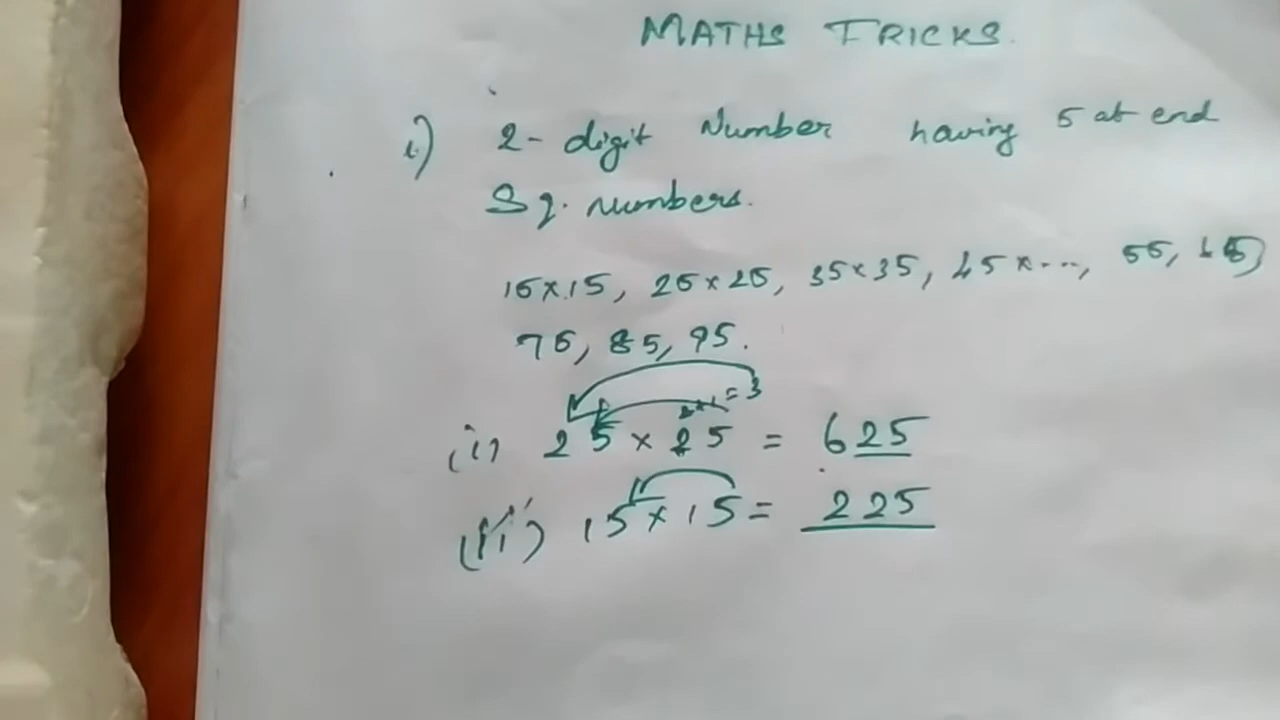 MATHS TRICKS.
i) 2-digit Number having 5 at end
Sq. numbers.
15×15, 25×25, 35×35, 45×..., 55, 65,
75, 85, 95.
2+1=3
(i) 25 × 25 = 625
(ii) 15×15 = 225